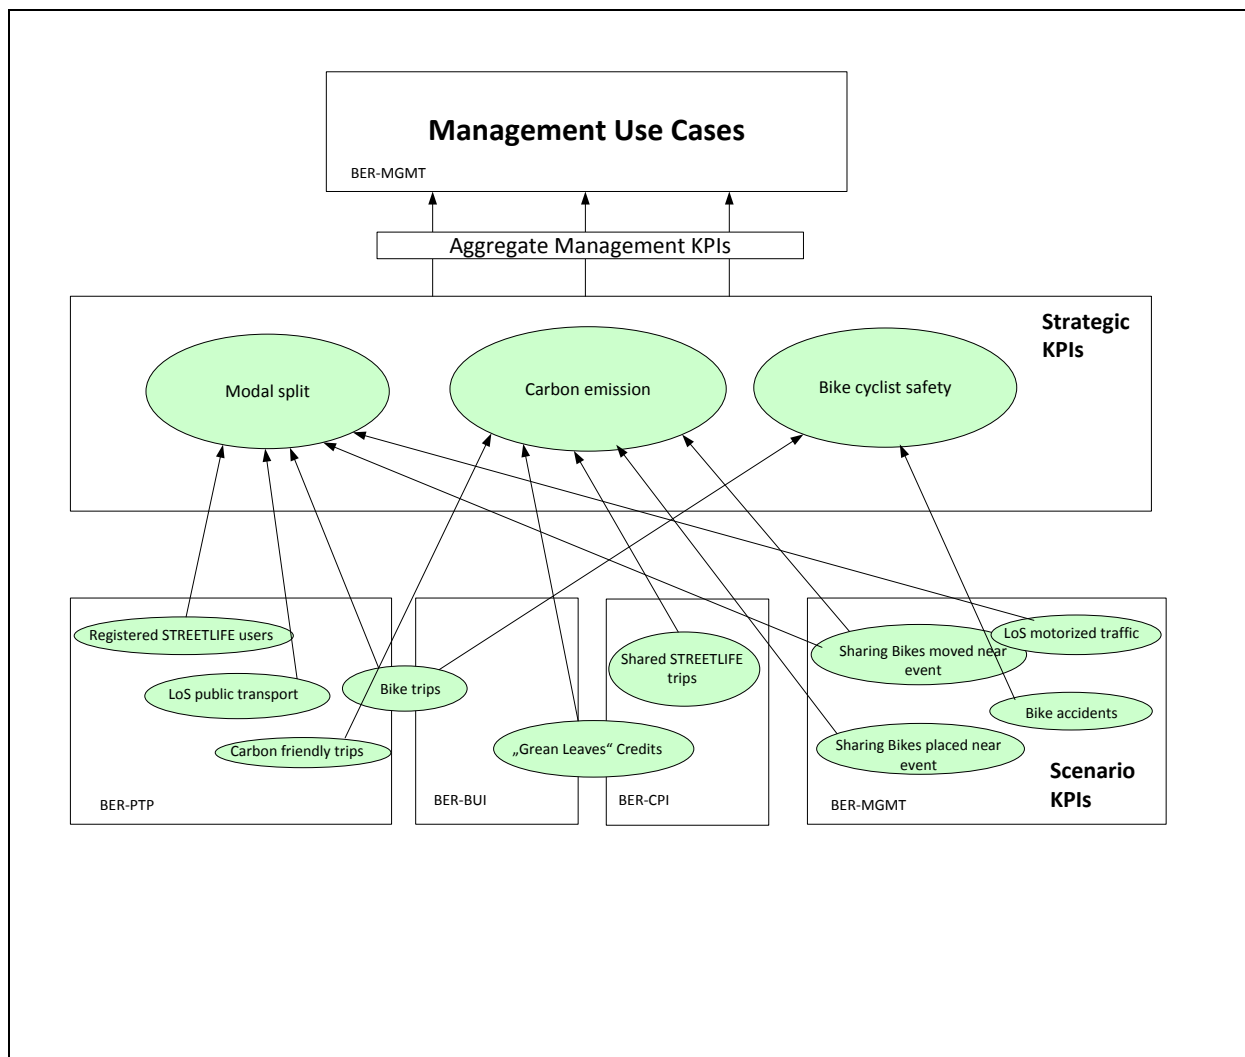 Management Use Cases
BER-MGMT
Aggregate Management KPIs
Strategic
KPIs
Modal split
Carbon emission
Bike cyclist safety
Registered STREETLIFE users
LoS public transport
Carbon friendly trips
BER-PTP
Bike trips
„Grean Leaves“ Credits
BER-BUI
Shared STREETLIFE
trips
BER-CPI
LoS motorized traffic
Sharing Bikes moved near
event
Bike accidents
Sharing Bikes placed near
event
Scenario
KPIs
BER-MGMT